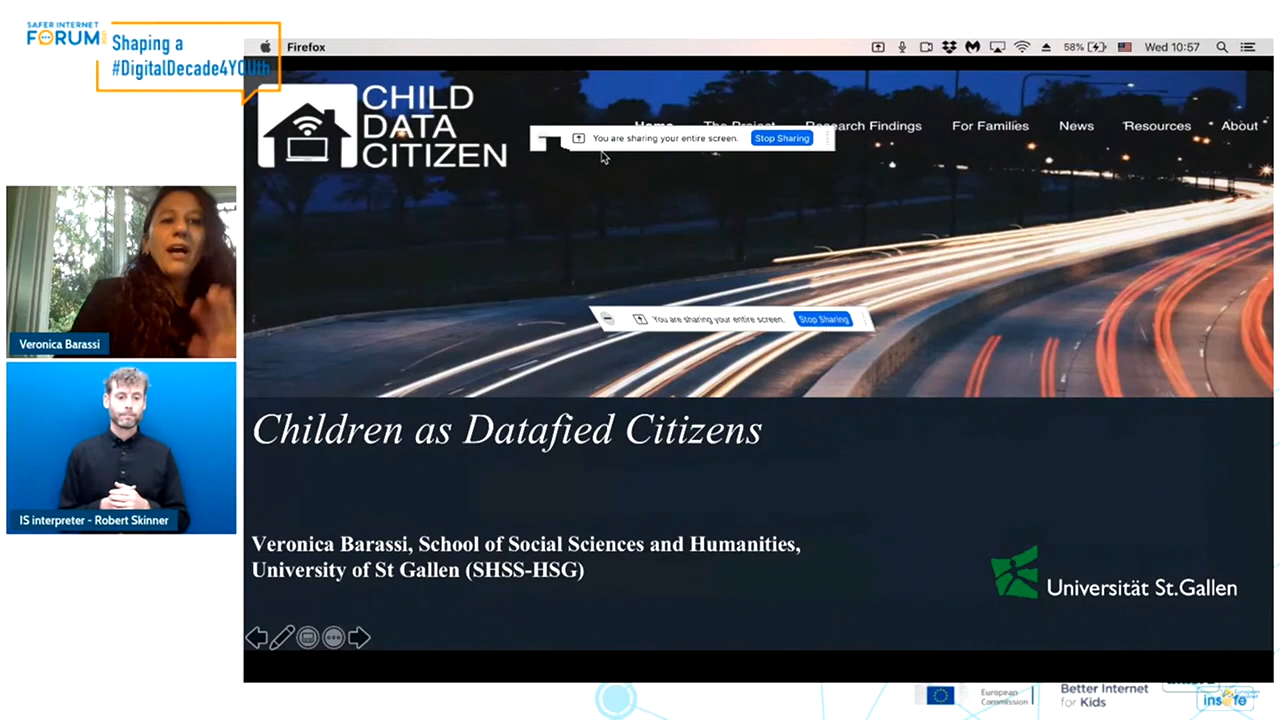 SAFER INTERNET
FORUM
Shaping a
#DigitalDecade4YOUth
Firefox
58%
Wed 10:57
CHILD
DATA
CITIZEN
Home
The Project
Research Findings
For Families
News
Resources
About
You are sharing your entire screen.
Stop Sharing
You are sharing your entire screen.
Stop Sharing
Veronica Barassi
IS interpreter - Robert Skinner
Children as Datafied Citizens
Veronica Barassi, School of Social Sciences and Humanities,
University of St Gallen (SHSS-HSG)
Universität St.Gallen
European
Commission
Better Internet
for Kids
insafe